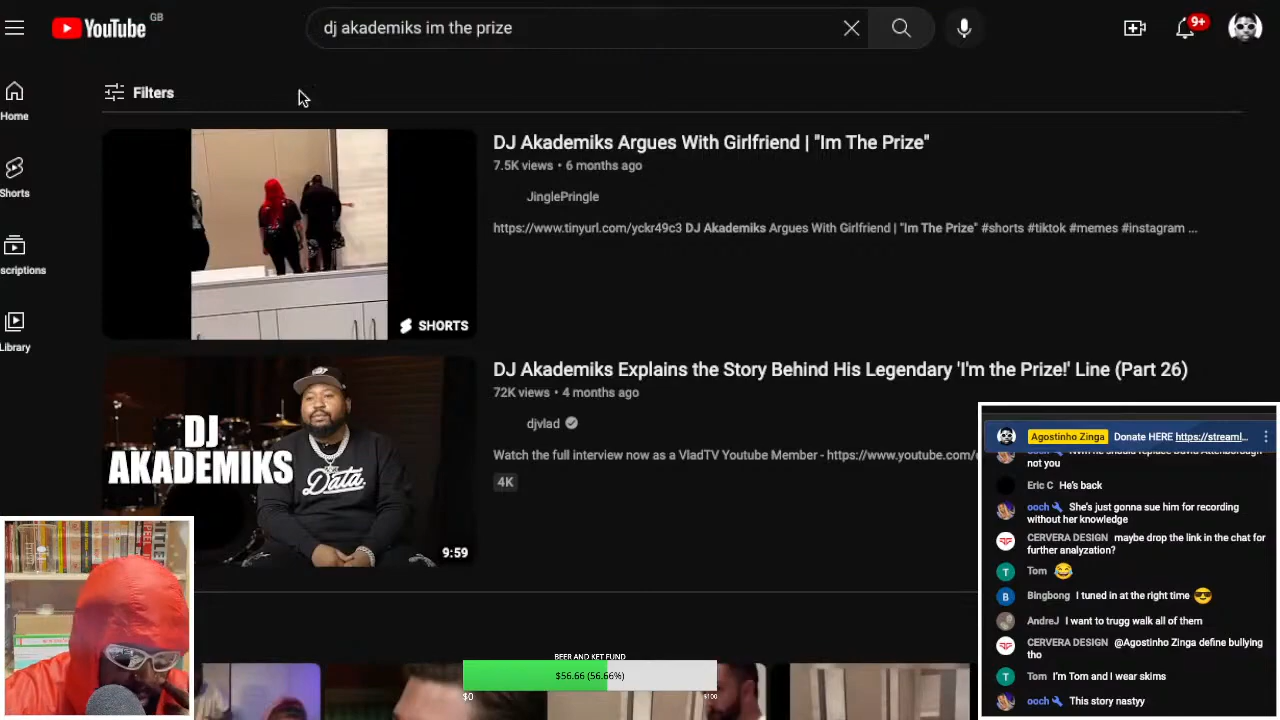 YouTube GB
dj akademiks im the prize
9+
Filters
Home
Shorts
scriptions
Library
DJ Akademiks Argues With Girlfriend | "Im The Prize"
7.5K views • 6 months ago
JinglePringle
https://www.tinyurl.com/yckr49c3 DJ Akademiks Argues With Girlfriend | "Im The Prize" #shorts #tiktok #memes #instagram ...
SHORTS
DJ Akademiks Explains the Story Behind His Legendary 'I'm the Prize!' Line (Part 26)
72K views • 4 months ago
djvlad
Watch the full interview now as a VladTV Youtube Member - https://www.youtube.com/
4K
DJ
AKADEMIKS
Data.
9:59
Agostinho Zinga Donate HERE https://streaml...
not you
Eric C He's back
ooch She's just gonna sue him for recording
without her knowledge
CERVERA DESIGN maybe drop the link in the chat for
further analyzation?
Tom 😂
Bingbong I tuned in at the right time 😎
AndreJ I want to trugg walk all of them
CERVERA DESIGN @Agostinho Zinga define bullying
tho
Tom I'm Tom and I wear skims
ooch This story nastyy
BEER AND KET FUND
$56.66 (56.66%)
$0
$100